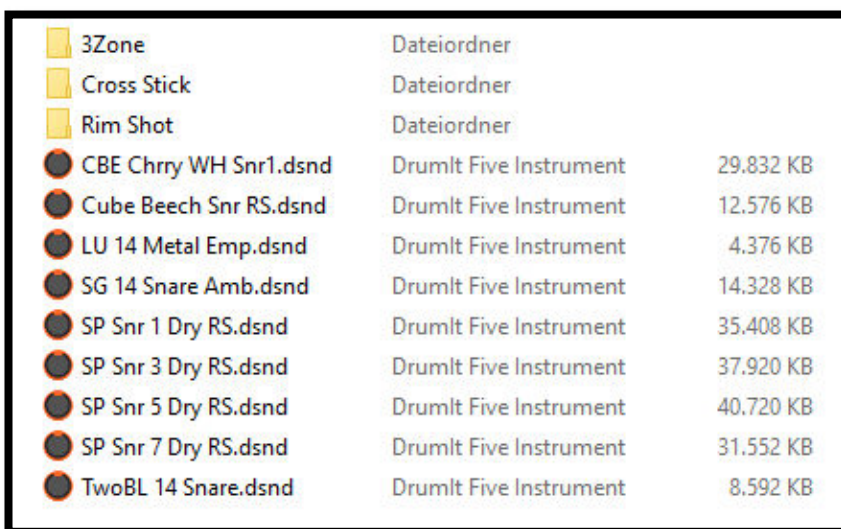 3Zone Dateiordner
Cross Stick Dateiordner
Rim Shot Dateiordner
CBE Chrry WH Snr1.dsnd DrumIt Five Instrument 29.832 KB
Cube Beech Snr RS.dsnd DrumIt Five Instrument 12.576 KB
LU 14 Metal Emp.dsnd DrumIt Five Instrument 4.376 KB
SG 14 Snare Amb.dsnd DrumIt Five Instrument 14.328 KB
SP Snr 1 Dry RS.dsnd DrumIt Five Instrument 35.408 KB
SP Snr 3 Dry RS.dsnd DrumIt Five Instrument 37.920 KB
SP Snr 5 Dry RS.dsnd DrumIt Five Instrument 40.720 KB
SP Snr 7 Dry RS.dsnd DrumIt Five Instrument 31.552 KB
TwoBL 14 Snare.dsnd DrumIt Five Instrument 8.592 KB